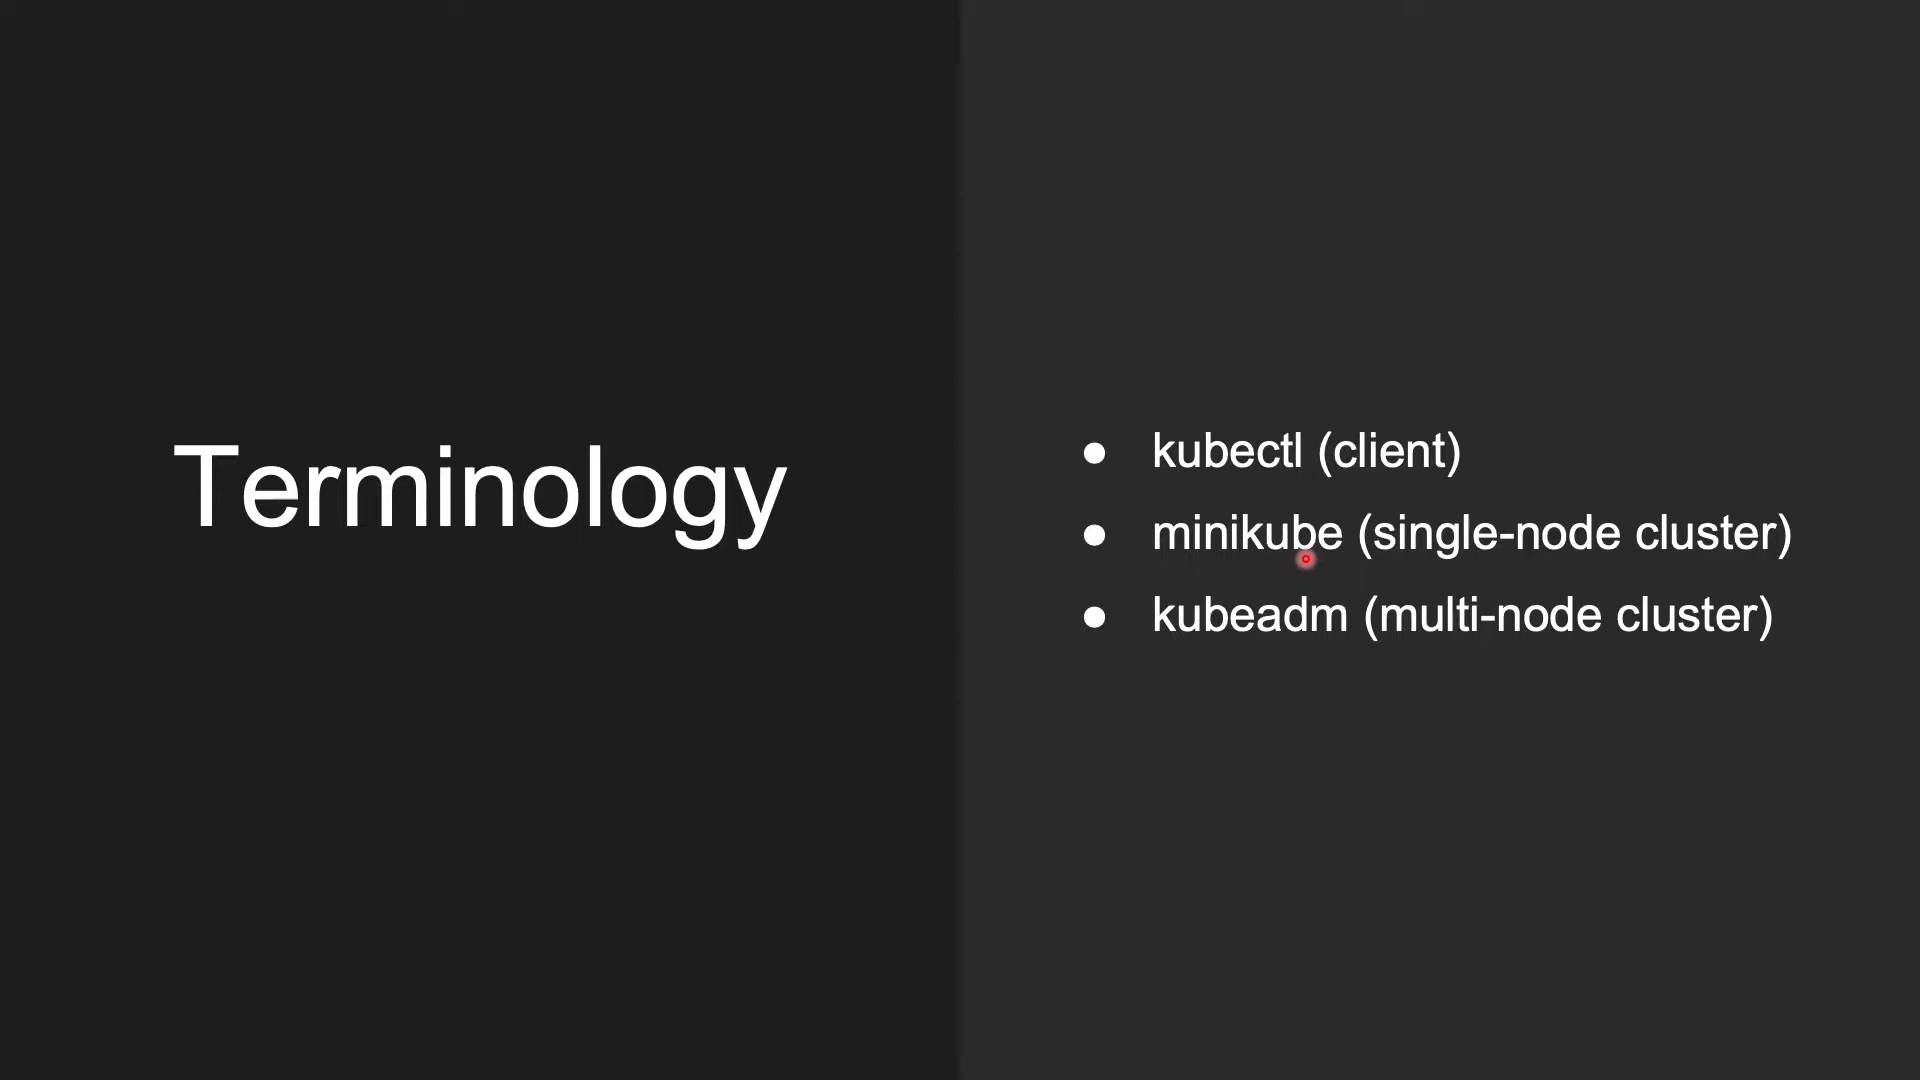 Terminology
● kubectl (client)
● minikube (single-node cluster)
● kubeadm (multi-node cluster)